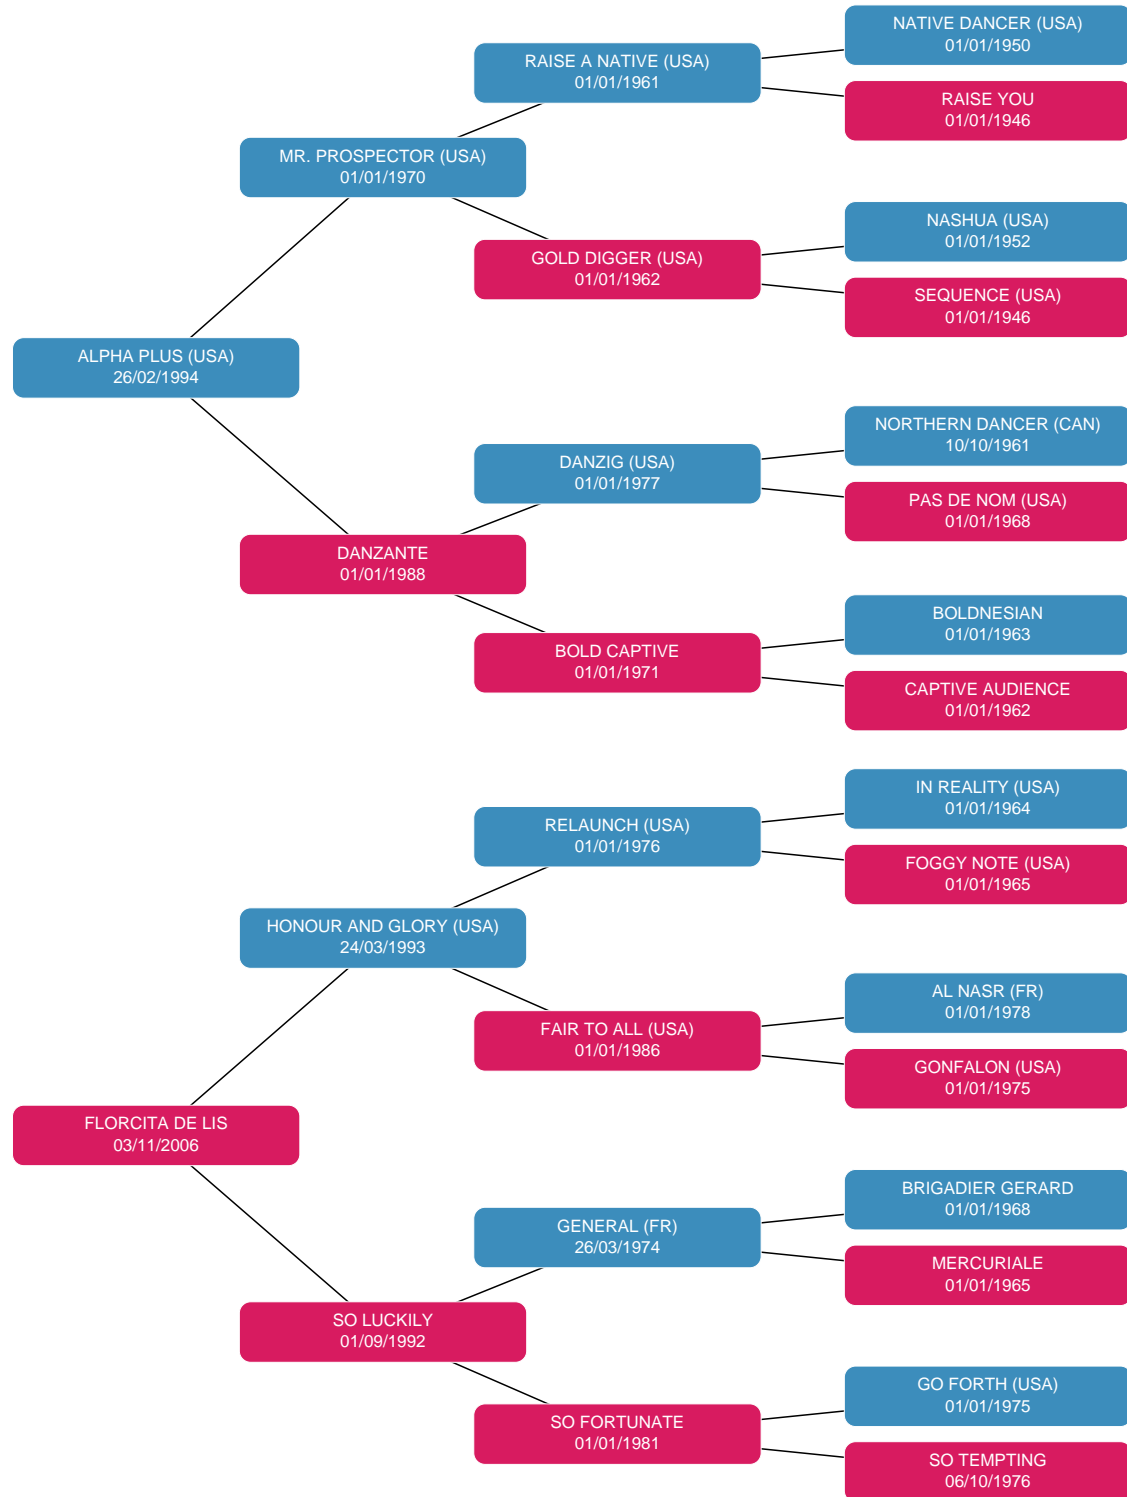 NATIVE DANCER (USA)
01/01/1950
RAISE A NATIVE (USA)
01/01/1961
RAISE YOU
01/01/1946
MR. PROSPECTOR (USA)
01/01/1970
NASHUA (USA)
01/01/1952
GOLD DIGGER (USA)
01/01/1962
SEQUENCE (USA)
01/01/1946
ALPHA PLUS (USA)
26/02/1994
NORTHERN DANCER (CAN)
10/10/1961
DANZIG (USA)
01/01/1977
PAS DE NOM (USA)
01/01/1968
DANZANTE
01/01/1988
BOLDNESIAN
01/01/1963
BOLD CAPTIVE
01/01/1971
CAPTIVE AUDIENCE
01/01/1962
IN REALITY (USA)
01/01/1964
RELAUNCH (USA)
01/01/1976
FOGGY NOTE (USA)
01/01/1965
HONOUR AND GLORY (USA)
24/03/1993
AL NASR (FR)
01/01/1978
FAIR TO ALL (USA)
01/01/1986
GONFALON (USA)
01/01/1975
FLORCITA DE LIS
03/11/2006
BRIGADIER GERARD
01/01/1968
GENERAL (FR)
26/03/1974
MERCURIALE
01/01/1965
SO LUCKILY
01/09/1992
GO FORTH (USA)
01/01/1975
SO FORTUNATE
01/01/1981
SO TEMPTING
06/10/1976